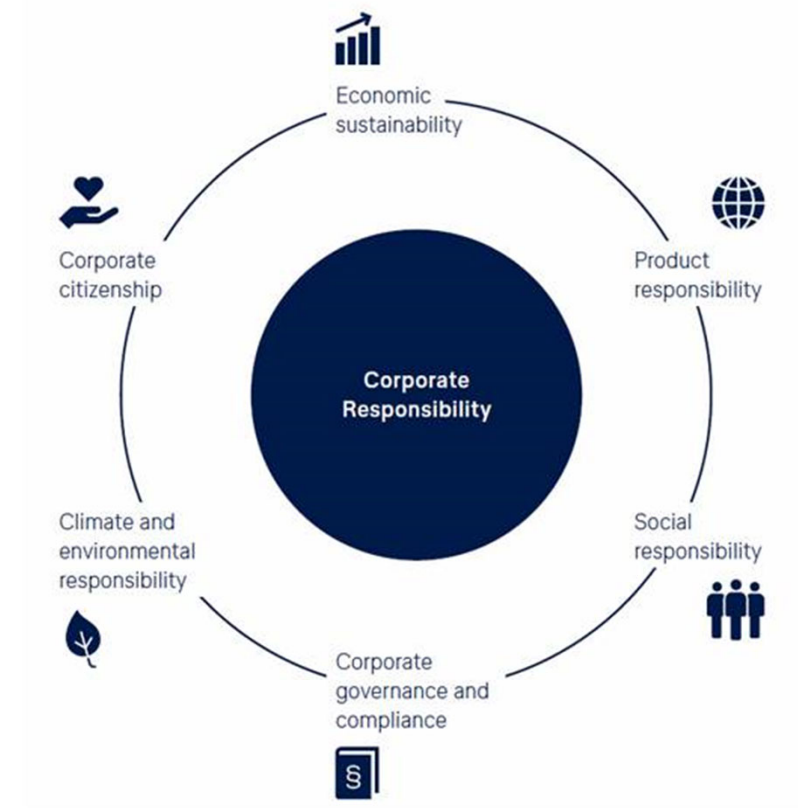 Economic
sustainability
Product
responsibility
Social
responsibility
Corporate
governance and
compliance
§
Climate and
environmental
responsibility
Corporate
citizenship
Corporate
Responsibility